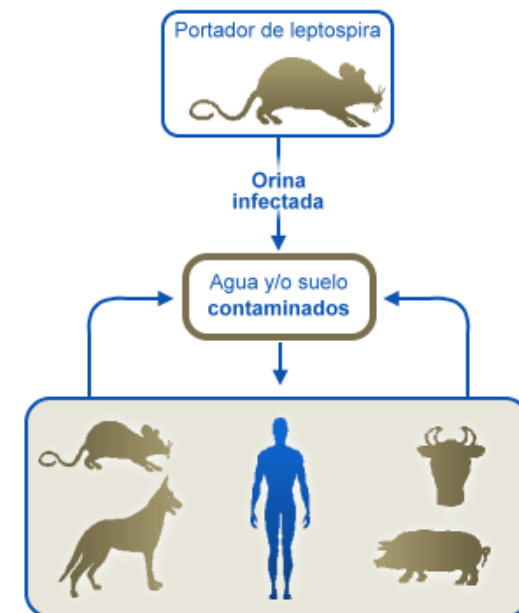 Portador de leptospira
Orina
infectada
Agua y/o suelo
contaminados